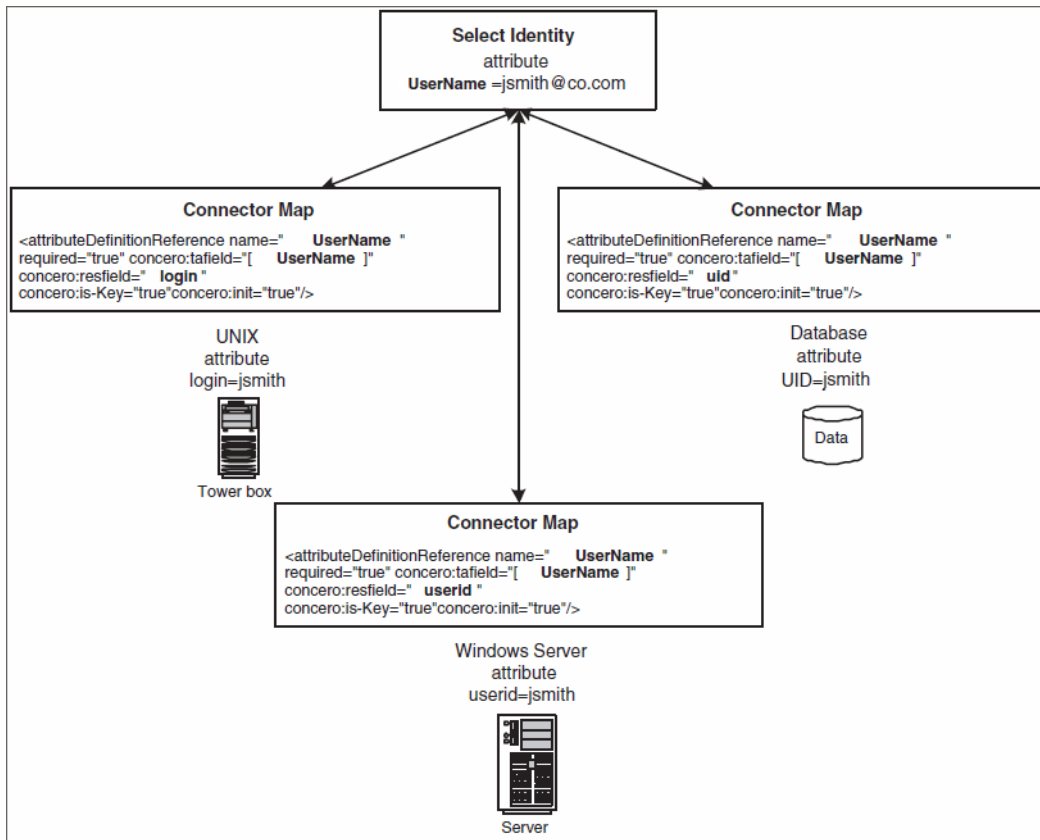 Select Identity
attribute
UserName =jsmith@co.com
Connector Map
<attributeDefinitionReference name=" UserName "
required="true" concero:tafield="[ UserName ]"
concero:resfield=" login "
concero:is-Key="true"concero:init="true"/>
UNIX
attribute
login=jsmith
Tower box
Connector Map
<attributeDefinitionReference name=" UserName "
required="true" concero:tafield="[ UserName ]"
concero:resfield=" uid "
concero:is-Key="true"concero:init="true"/>
Database
attribute
UID=jsmith
Data
Connector Map
<attributeDefinitionReference name=" UserName "
required="true" concero:tafield="[ UserName ]"
concero:resfield=" userid "
concero:is-Key="true"concero:init="true"/>
Windows Server
attribute
userid=jsmith
Server